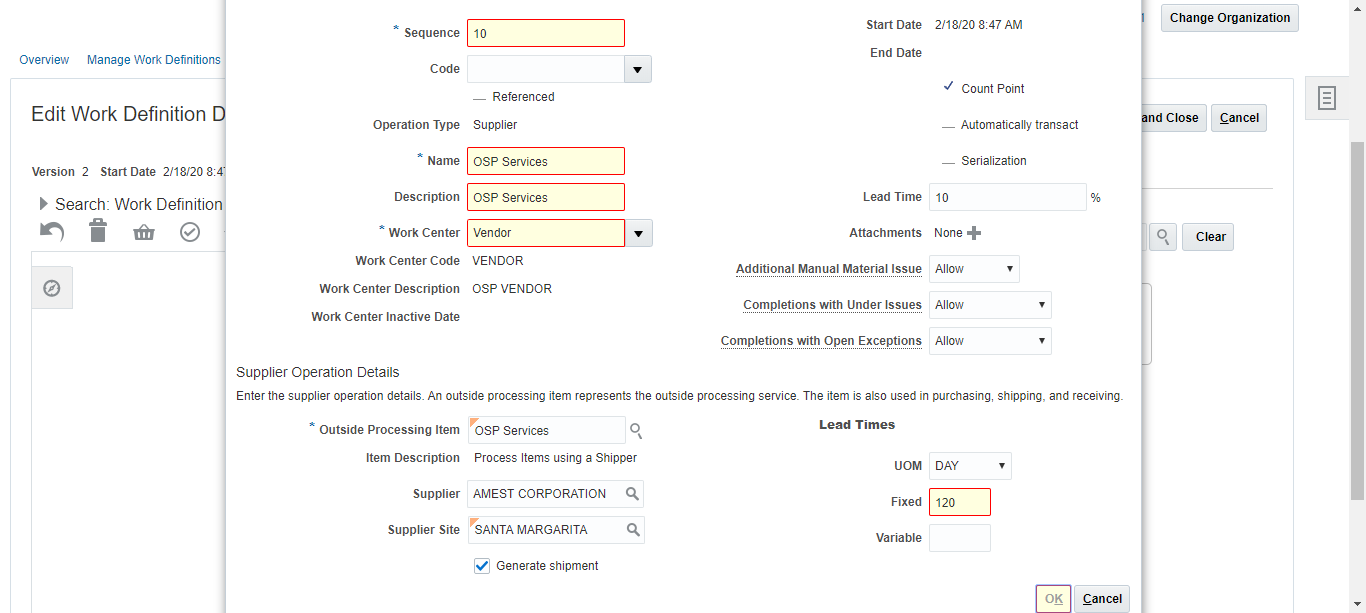 Change Organization
Overview Manage Work Definitions
Edit Work Definition D
and Close Cancel
Version 2 Start Date 2/18/20 8:47
Search: Work Definition
Clear
* Sequence 10
Code
Referenced
Operation Type Supplier
* Name OSP Services
Description OSP Services
* Work Center Vendor
Work Center Code VENDOR
Work Center Description OSP VENDOR
Work Center Inactive Date
Start Date 2/18/20 8:47 AM
End Date
Count Point
Automatically transact
Serialization
Lead Time 10 %
Attachments None
Additional Manual Material Issue Allow
Completions with Under Issues Allow
Completions with Open Exceptions Allow
Supplier Operation Details
Enter the supplier operation details. An outside processing item represents the outside processing service. The item is also used in purchasing, shipping, and receiving.
* Outside Processing Item OSP Services
Item Description Process Items using a Shipper
Supplier AMEST CORPORATION
Supplier Site SANTA MARGARITA
Generate shipment
Lead Times
UOM DAY
Fixed 120
Variable
OK Cancel